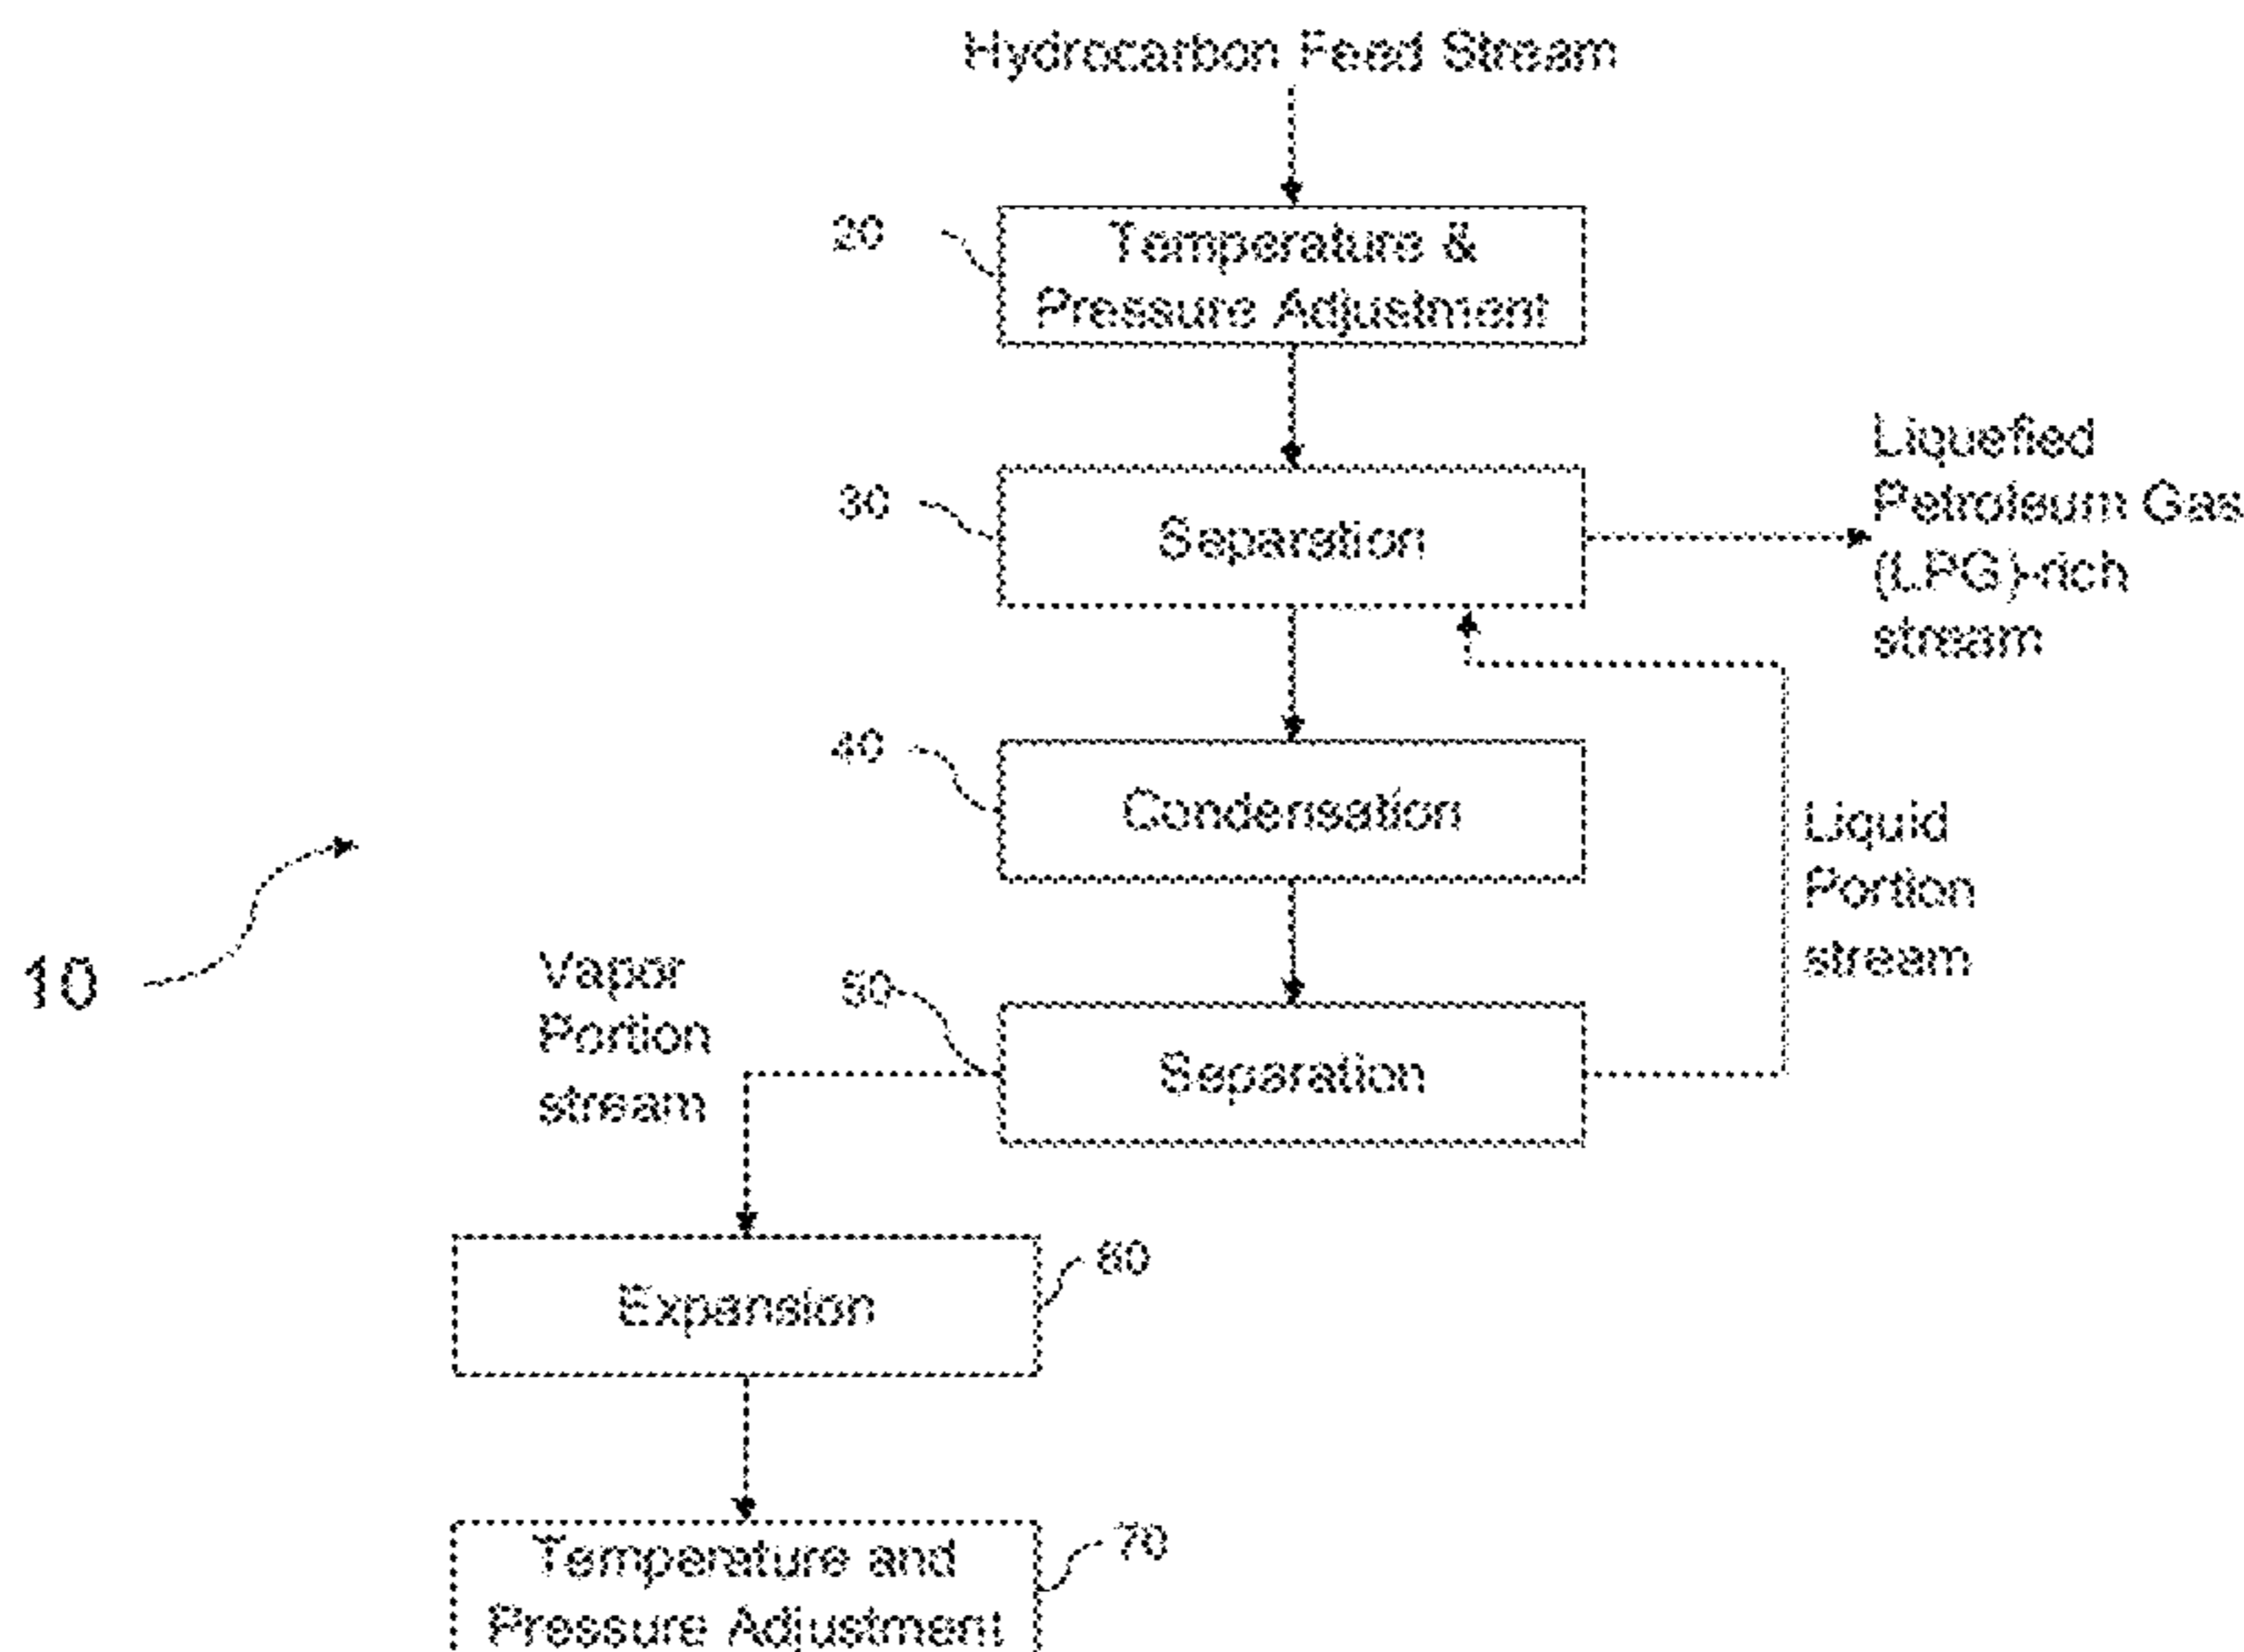 Hydrocarbon Feed Stream
20
Temperature &
Pressure Adjustment
30
Separation
Liquefied
Petroleum Gas
(LPG)-rich
stream
40
Condensation
Liquid
Portion
stream
10
Vapor
Portion
stream
50
Separation
Expansion
60
Temperature and
Pressure Adjustment
70